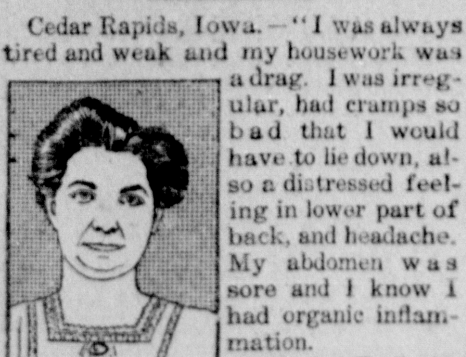 Cedar Rapids, Iowa.—"I was always
tired and weak and my housework was
a drag. I was irreg-
ular, had cramps so
bad that I would
have to lie down, al-
so a distressed feel-
ing in lower part of
back, and headache.
My abdomen was
sore and I know I
had organic inflam-
mation.